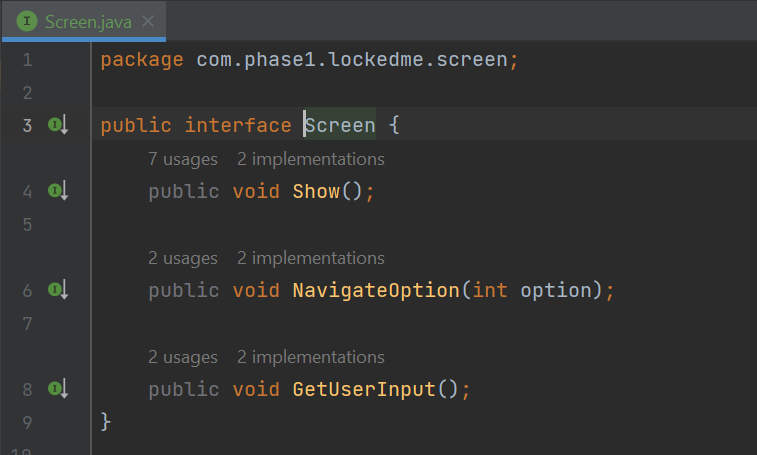 Screen.java
1 package com.phase1.lockedme.screen;
2
3 public interface Screen {
7 usages 2 implementations
4 public void Show();
5
2 usages 2 implementations
6 public void NavigateOption(int option);
7
2 usages 2 implementations
8 public void GetUserInput();
9 }
10